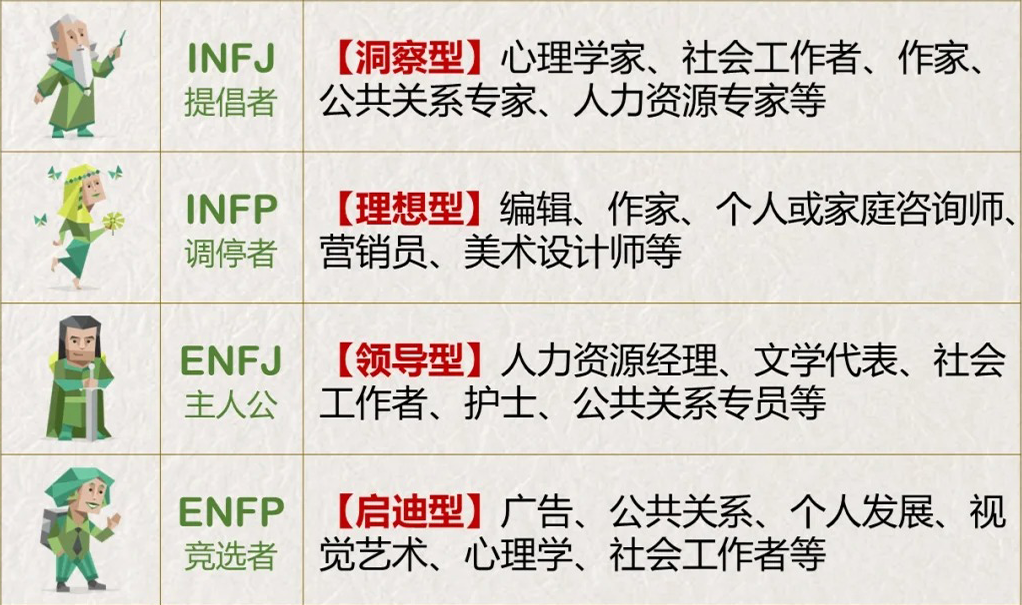 INFJ
提倡者
【洞察型】心理学家、社会工作者、作家、
公共关系专家、人力资源专家等
INFP
调停者
【理想型】编辑、作家、个人或家庭咨询师、
营销员、美术设计师等
ENFJ
主人公
【领导型】人力资源经理、文学代表、社会
工作者、护士、公共关系专员等
ENFP
竞选者
【启迪型】广告、公共关系、个人发展、视
觉艺术、心理学、社会工作者等